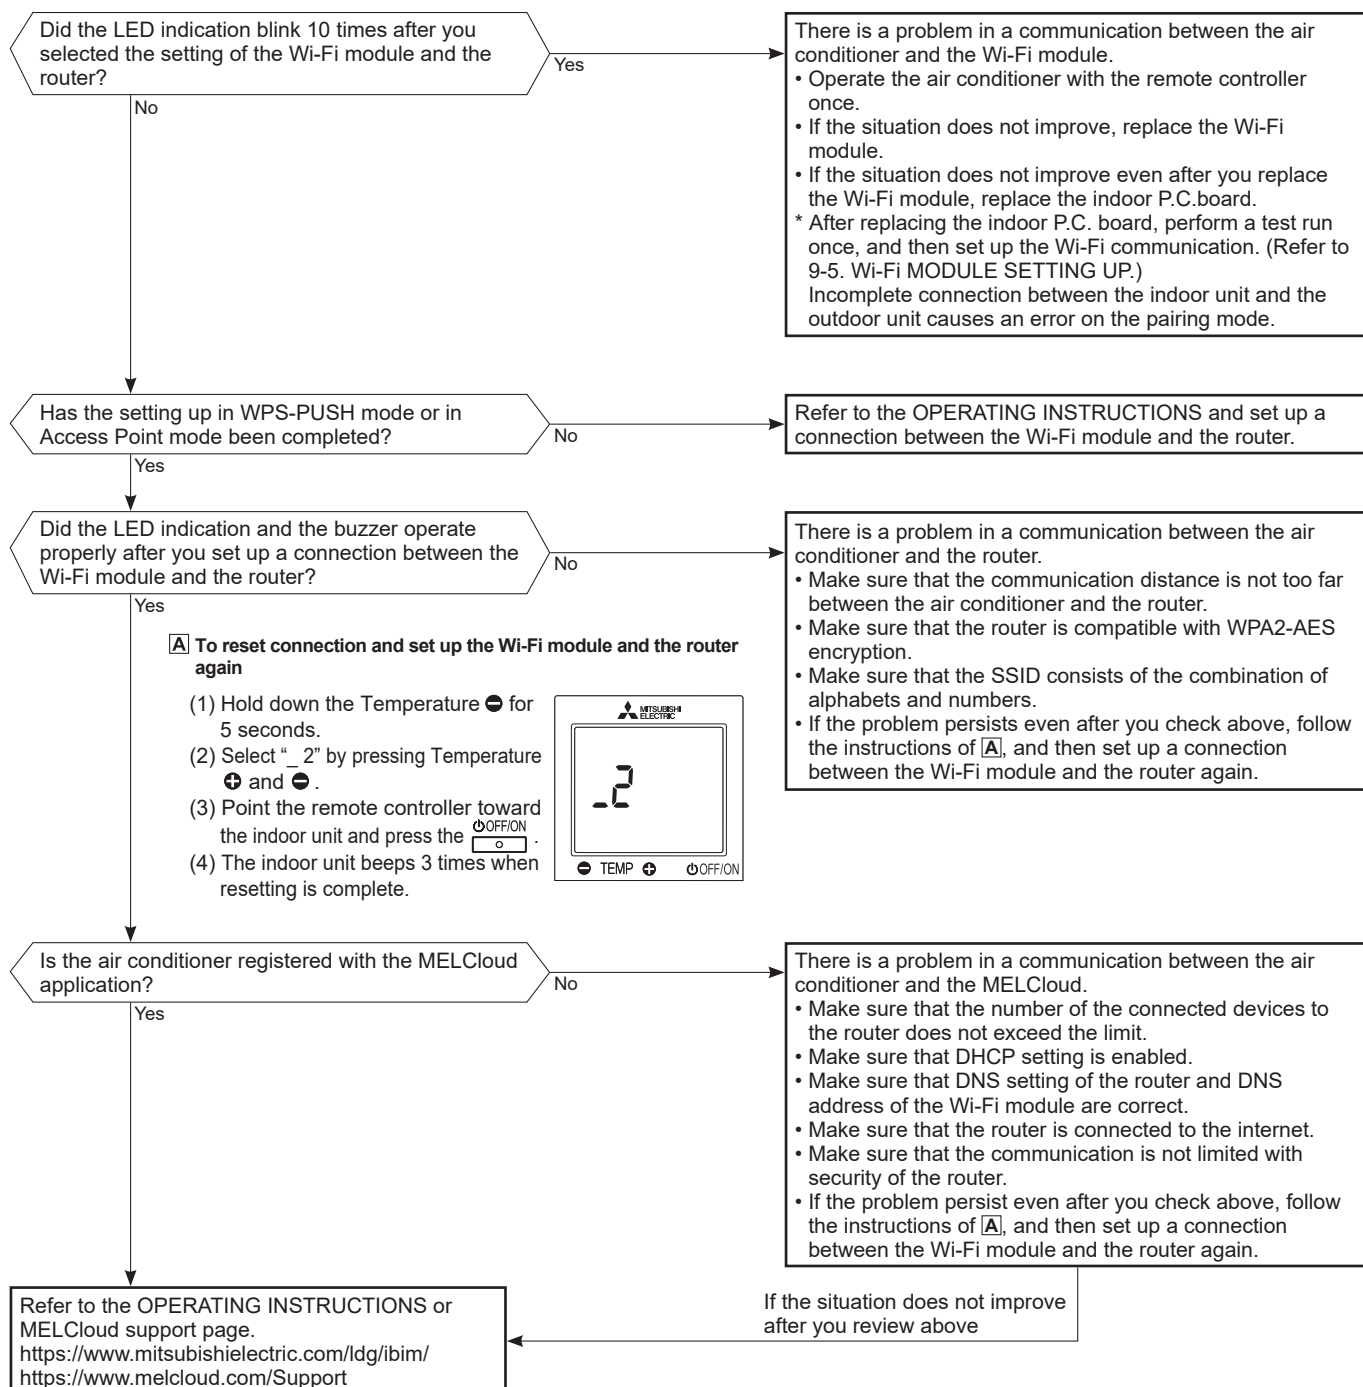 Did the LED indication blink 10 times after you
selected the setting of the Wi-Fi module and the
router?
Yes
No
There is a problem in a communication between the air
conditioner and the Wi-Fi module.
• Operate the air conditioner with the remote controller
once.
• If the situation does not improve, replace the Wi-Fi
module.
• If the situation does not improve even after you replace
the Wi-Fi module, replace the indoor P.C.board.
* After replacing the indoor P.C. board, perform a test run
once, and then set up the Wi-Fi communication. (Refer to
9-5. Wi-Fi MODULE SETTING UP.)
Incomplete connection between the indoor unit and the
outdoor unit causes an error on the pairing mode.
Has the setting up in WPS-PUSH mode or in
Access Point mode been completed?
No
Yes
Refer to the OPERATING INSTRUCTIONS and set up a
connection between the Wi-Fi module and the router.
Did the LED indication and the buzzer operate
properly after you set up a connection between the
Wi-Fi module and the router?
No
Yes
There is a problem in a communication between the air
conditioner and the router.
• Make sure that the communication distance is not too far
between the air conditioner and the router.
• Make sure that the router is compatible with WPA2-AES
encryption.
• Make sure that the SSID consists of the combination of
alphabets and numbers.
• If the problem persists even after you check above, follow
the instructions of A, and then set up a connection
between the Wi-Fi module and the router again.
A To reset connection and set up the Wi-Fi module and the router
again
(1) Hold down the Temperature ⊖ for
5 seconds.
(2) Select “_ 2” by pressing Temperature
⊕ and ⊖ .
(3) Point the remote controller toward
the indoor unit and press the ⏻OFF/ON .
(4) The indoor unit beeps 3 times when
resetting is complete.
MITSUBISHI
ELECTRIC
_2
⊖ TEMP ⊕ ⏻OFF/ON
Is the air conditioner registered with the MELCloud
application?
No
Yes
There is a problem in a communication between the air
conditioner and the MELCloud.
• Make sure that the number of the connected devices to
the router does not exceed the limit.
• Make sure that DHCP setting is enabled.
• Make sure that DNS setting of the router and DNS
address of the Wi-Fi module are correct.
• Make sure that the router is connected to the internet.
• Make sure that the communication is not limited with
security of the router.
• If the problem persist even after you check above, follow
the instructions of A, and then set up a connection
between the Wi-Fi module and the router again.
If the situation does not improve
after you review above
Refer to the OPERATING INSTRUCTIONS or
MELCloud support page.
https://www.mitsubishielectric.com/ldg/ibim/
https://www.melcloud.com/Support